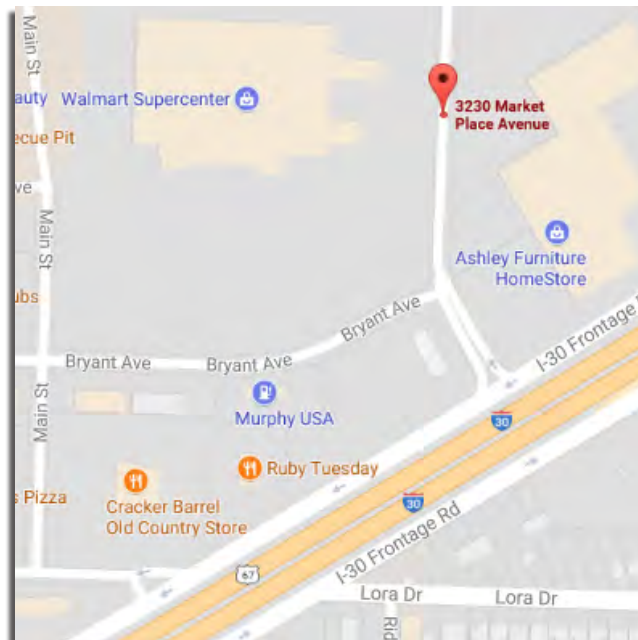 Main St
auty
Walmart Supercenter
3230 Market
Place Avenue
ecue Pit
ve
Main St
Ashley Furniture
HomeStore
ubs
Bryant Ave
I-30 Frontage
Bryant Ave
Bryant Ave
Main St
Murphy USA
30
Ruby Tuesday
s Pizza
Cracker Barrel
Old Country Store
30
I-30 Frontage Rd
67
Lora Dr
Lora Dr
Rid